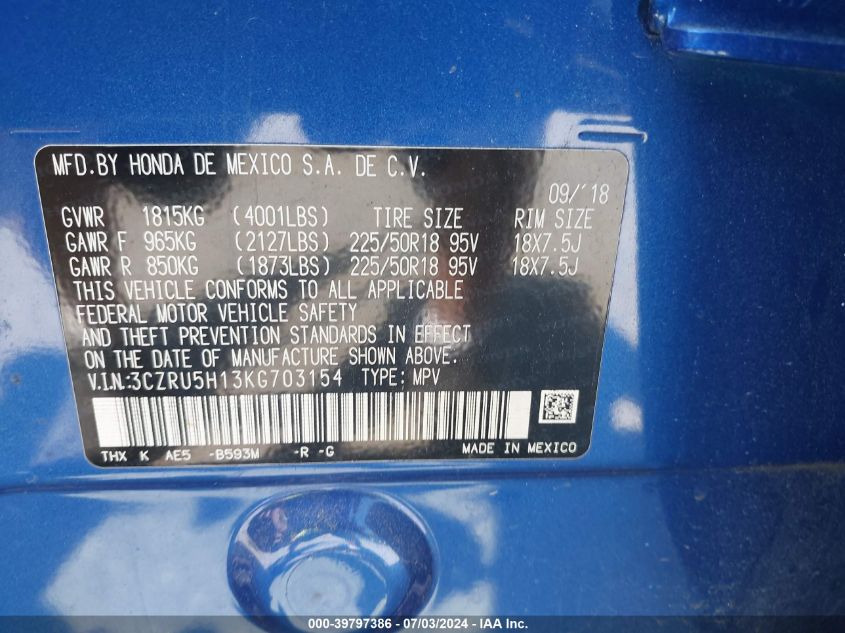 MFD.BY HONDA DE MEXICO S.A. DE C.V.
09/'18
GVWR 1815KG (4001LBS) TIRE SIZE RIM SIZE
GAWR F 965KG (2127LBS) 225/50R18 95V 18X7.5J
GAWR R 850KG (1873LBS) 225/50R18 95V 18X7.5J
THIS VEHICLE CONFORMS TO ALL APPLICABLE
FEDERAL MOTOR VEHICLE SAFETY
AND THEFT PREVENTION STANDARDS IN EFFECT
ON THE DATE OF MANUFACTURE SHOWN ABOVE.
V.I.N.:3CZRU5H13KG703154 TYPE: MPV
THX K AE5 -B593M -R -G MADE IN MEXICO
000-39797386 - 07/03/2024 - IAA Inc.